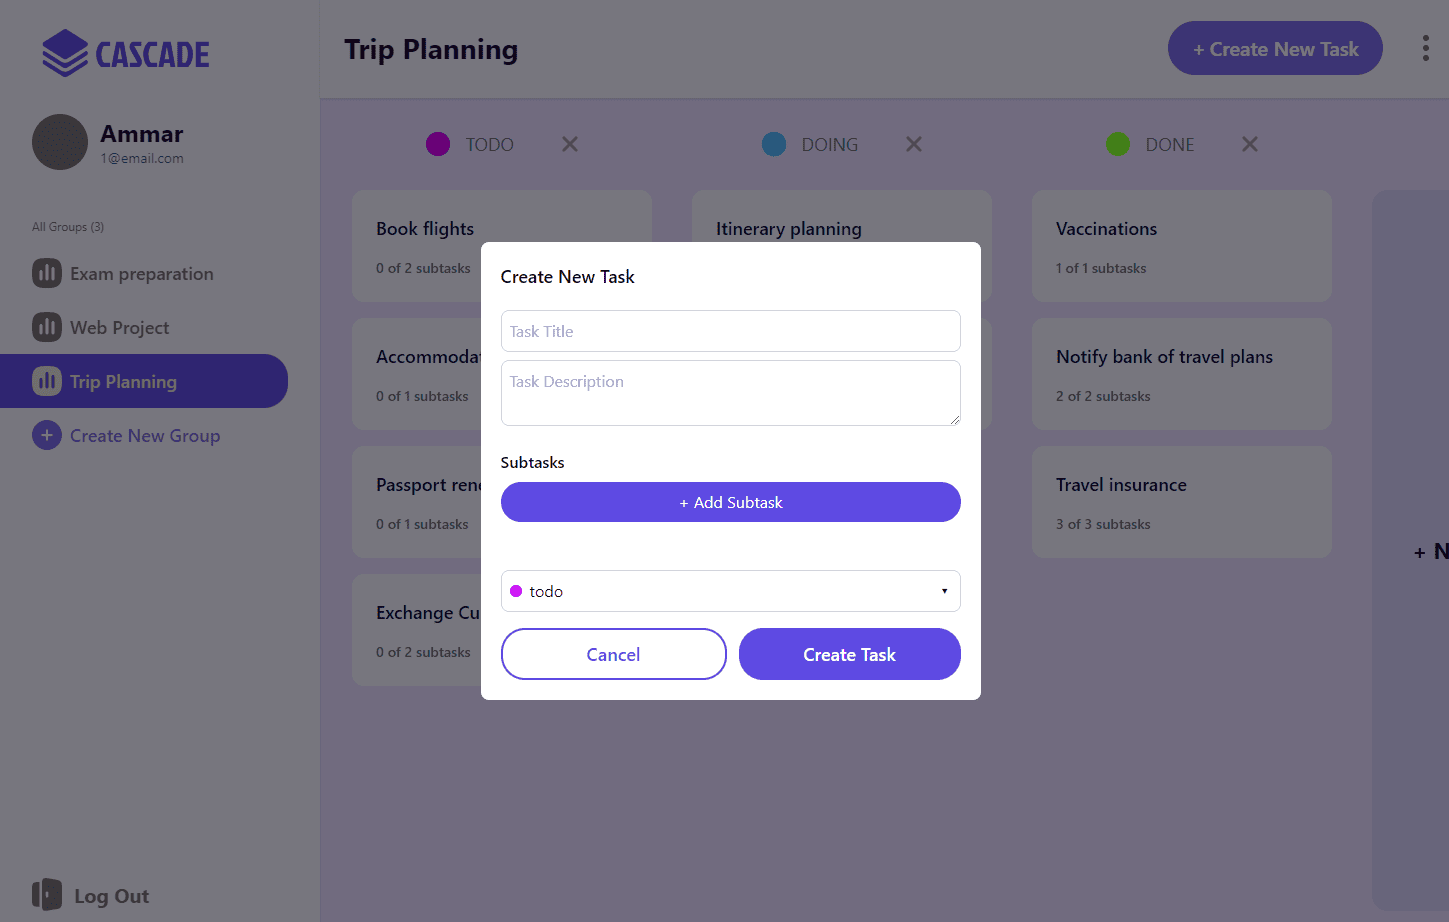 CASCADE
Ammar
1@email.com
All Groups (3)
Exam preparation
Web Project
Trip Planning
+ Create New Group
Log Out
Trip Planning
+ Create New Task
TODO
DOING
DONE
Book flights
0 of 2 subtasks
Accommodat
0 of 1 subtasks
Passport ren
0 of 1 subtasks
Exchange Cu
0 of 2 subtasks
Itinerary planning
Vaccinations
1 of 1 subtasks
Notify bank of travel plans
2 of 2 subtasks
Travel insurance
3 of 3 subtasks
+ N
Create New Task
Task Title
Task Description
Subtasks
+ Add Subtask
todo
Cancel
Create Task